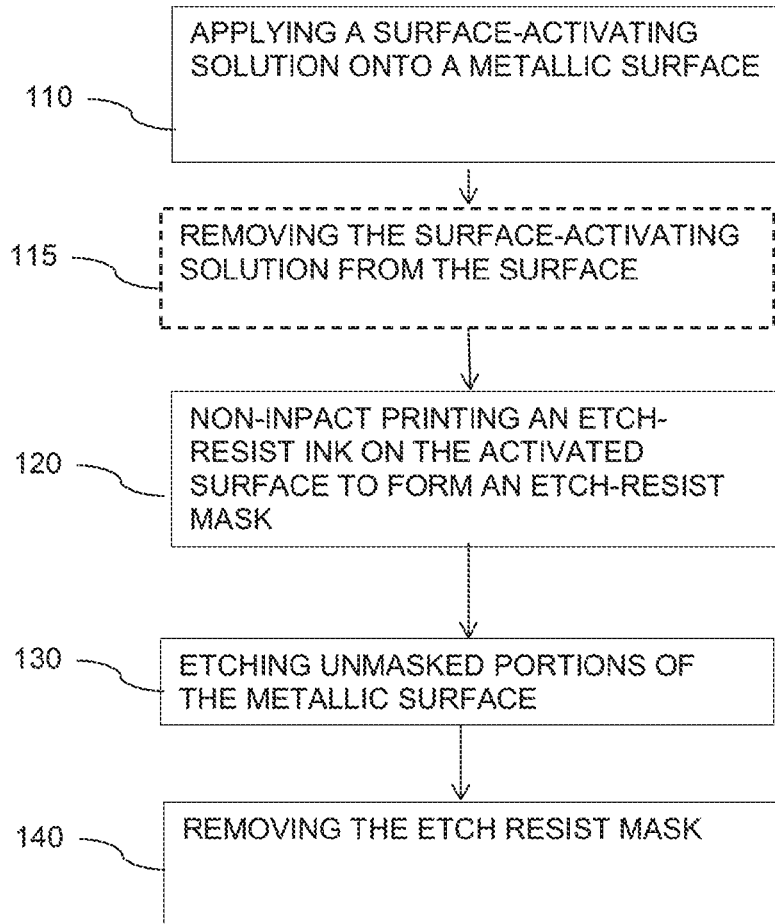 APPLYING A SURFACE-ACTIVATING
SOLUTION ONTO A METALLIC SURFACE
110
REMOVING THE SURFACE-ACTIVATING
SOLUTION FROM THE SURFACE
115
NON-INPACT PRINTING AN ETCH-
RESIST INK ON THE ACTIVATED
SURFACE TO FORM AN ETCH-RESIST
MASK
120
ETCHING UNMASKED PORTIONS OF
THE METALLIC SURFACE
130
REMOVING THE ETCH RESIST MASK
140